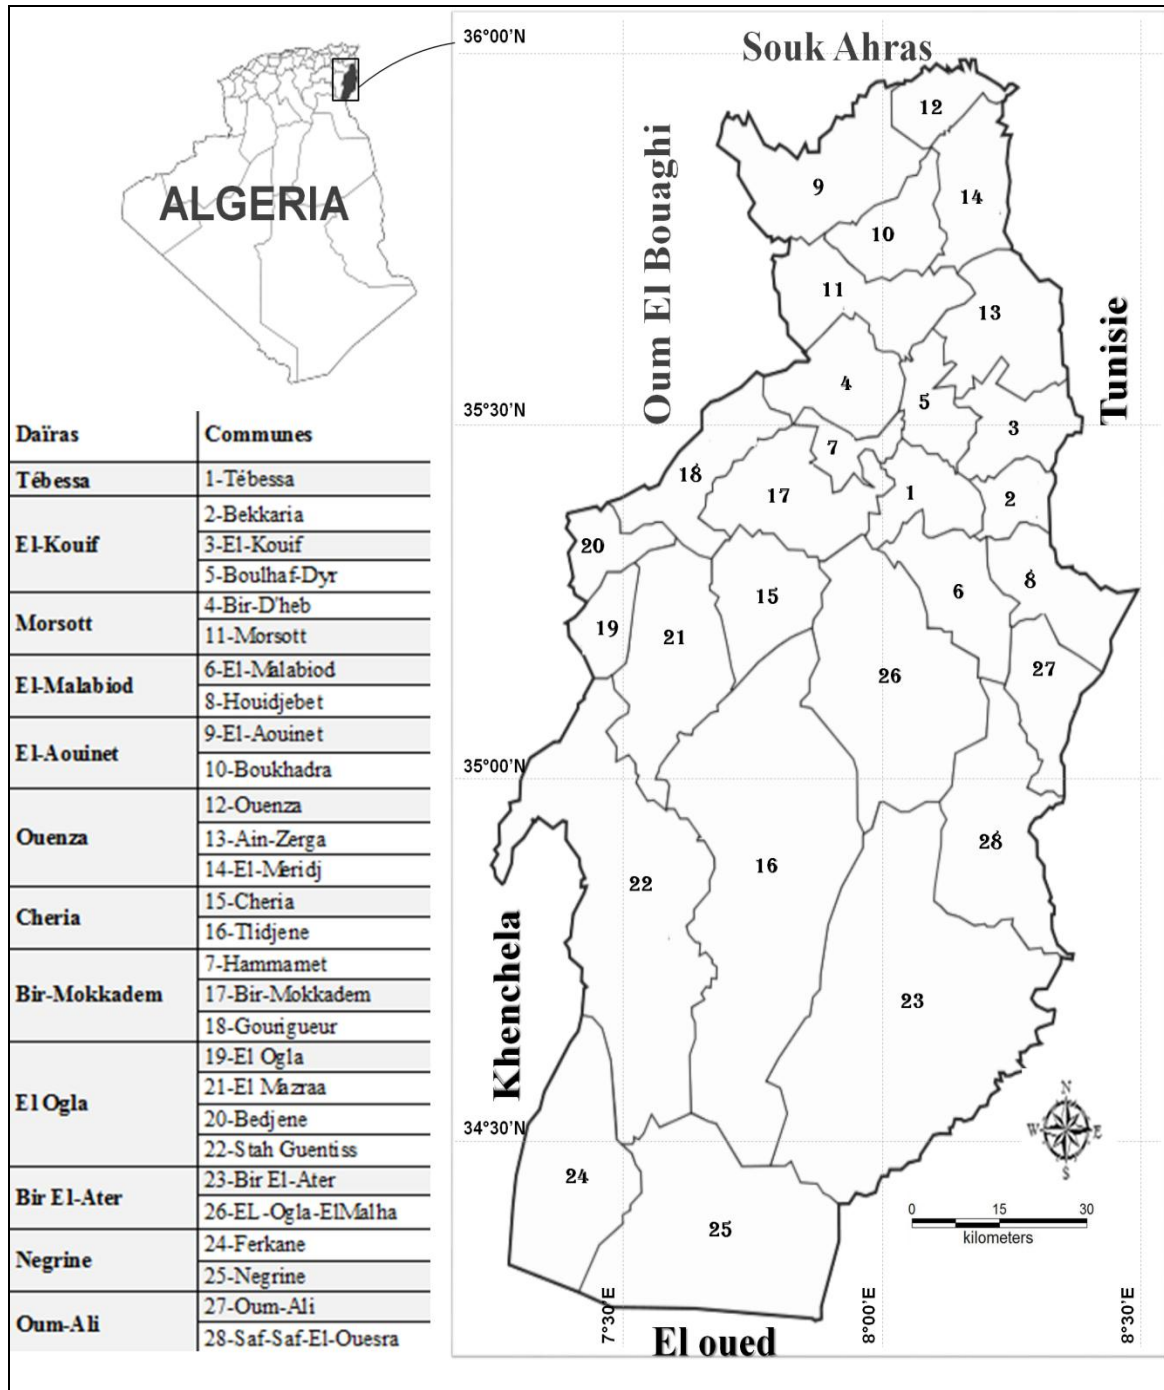 ALGERIA
Daïras Communes
Tébessa 1-Tébessa
El-Kouif 2-Bekkaria
3-El-Kouif
5-Boulhaf-Dyr
Morsott 4-Bir-D'heb
11-Morsott
El-Malabiod 6-El-Malabiod
8-Houidjebet
El-Aouinet 9-El-Aouinet
10-Boukhadra
Ouenza 12-Ouenza
13-Ain-Zerga
14-El-Meridj
Cheria 15-Cheria
16-Tlidjene
Bir-Mokkadem 7-Hammamet
17-Bir-Mokkadem
18-Gourigueur
El Ogla 19-El Ogla
21-El Mazraa
20-Bedjene
22-Stah Guentiss
Bir El-Ater 23-Bir El-Ater
26-EL-Ogla-ElMalha
Negrine 24-Ferkane
25-Negrine
Oum-Ali 27-Oum-Ali
28-Saf-Saf-El-Ouesra
36°00'N
Souk Ahras
12
Oum El Bouaghi
9
14
10
11
13
Tunisie
4
5
35°30'N
3
7
18
17
1
2
20
15
6
8
19
21
26
27
35°00'N
28
16
22
Khenchela
23
N
W E
S
34°30'N
24
25
0 15 30
kilometers
7°30'E
8°00'E
8°30'E
El oued